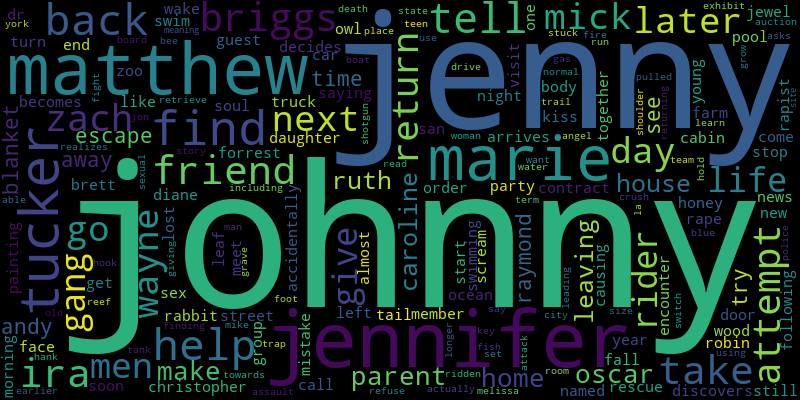 dr wake back briggs death owl place state teen mick tell one later exhibit auction jewel
york turn men board meaning bee swim guest use stuck run fire asks
end decides car pool grow
matthew zoo boat time visit drive gas normal young
jenny
fight like retrieve saying truck night body trail pulled
becomes jon soul shotgun san kiss together shoulder returning rapist site
zach find next return angel learn
realizes escape daughter woman arrives see farm cabin come
blanket tucker away story forrest read want marie water day team stop
friend brett including sexual ruth order party hold life
able diane lost accidentally caroline contract house crush honey news
painting go wayne man term rape new
johnny la blue police
leaf meet give almost start swimming scream raymond leaving causing rider encounter attempt
hook giving grave ocean say door try following
gang get sex foot leading size switch wood
old reef rabbit street left tail member key city year robin
andy finding mike group mistake jennifer longer fish set attack fall using
face help trap parent home oscar take
morning ira hank tank towards ridden room rescue
men make call refuse named discovers still
earlier soon christopher assault actually melissa